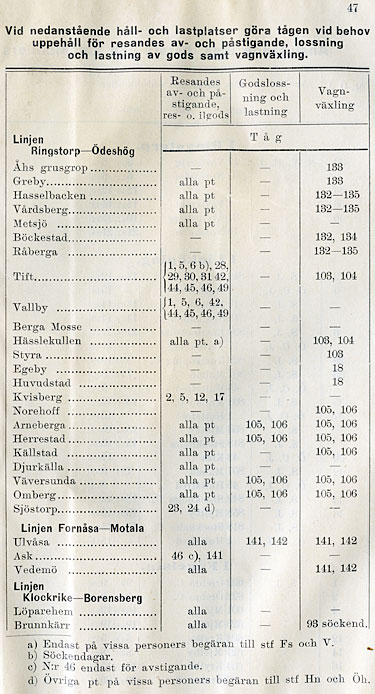 47
Vid nedanstående håll- och lastplatser göra tågen vid behov
uppehåll för resandes av- och påstigande, lossning
och lastning av gods samt vagnväxling.
Resandes av- och på-stigande, res- o. ilgods | Godsloss-ning och lastning | Vagn-växling
T å g
Linjen
Ringstorp—Ödeshög
Åhs grusgrop — — 133
Greby alla pt — 133
Hasselbacken alla pt — 132—135
Vårdsberg alla pt — 132—135
Metsjö alla pt — —
Böckestad — — 132, 134
Råberga — — 132—135
Tift {1, 5, 6 b), 28, 29, 30, 31 42, 44, 45, 46, 49 — 103, 104
Vallby {1, 5, 6, 42, 44, 45, 46, 49 — —
Berga Mosse — — —
Hässlekullen alla pt. a) — 103, 104
Styra — — 103
Egeby — — 18
Huvudstad — — 18
Kvisberg 2, 5, 12, 17 — —
Norehoff — — 105, 106
Arneberga alla pt 105, 106 105, 106
Herrestad alla pt 105, 106 105, 106
Källstad alla pt — 105, 106
Djurkälla alla pt — —
Väversunda alla pt 105, 106 105, 106
Omberg alla pt 105, 106 105, 106
Sjöstorp 23, 24 d) — —
Linjen Fornåsa—Motala
Ulvåsa alla 141, 142 141, 142
Ask 46 c), 141 — —
Vedemö alla — 141, 142
Linjen
Klockrike—Borensberg
Löparehem alla — —
Brunnkärr alla — 93 söckend.
a) Endast på vissa personers begäran till stf Fs och V.
b) Söckendagar.
c) N:r 46 endast för avstigande.
d) Övriga pt. på vissa personers begäran till stf Hn och Öh.